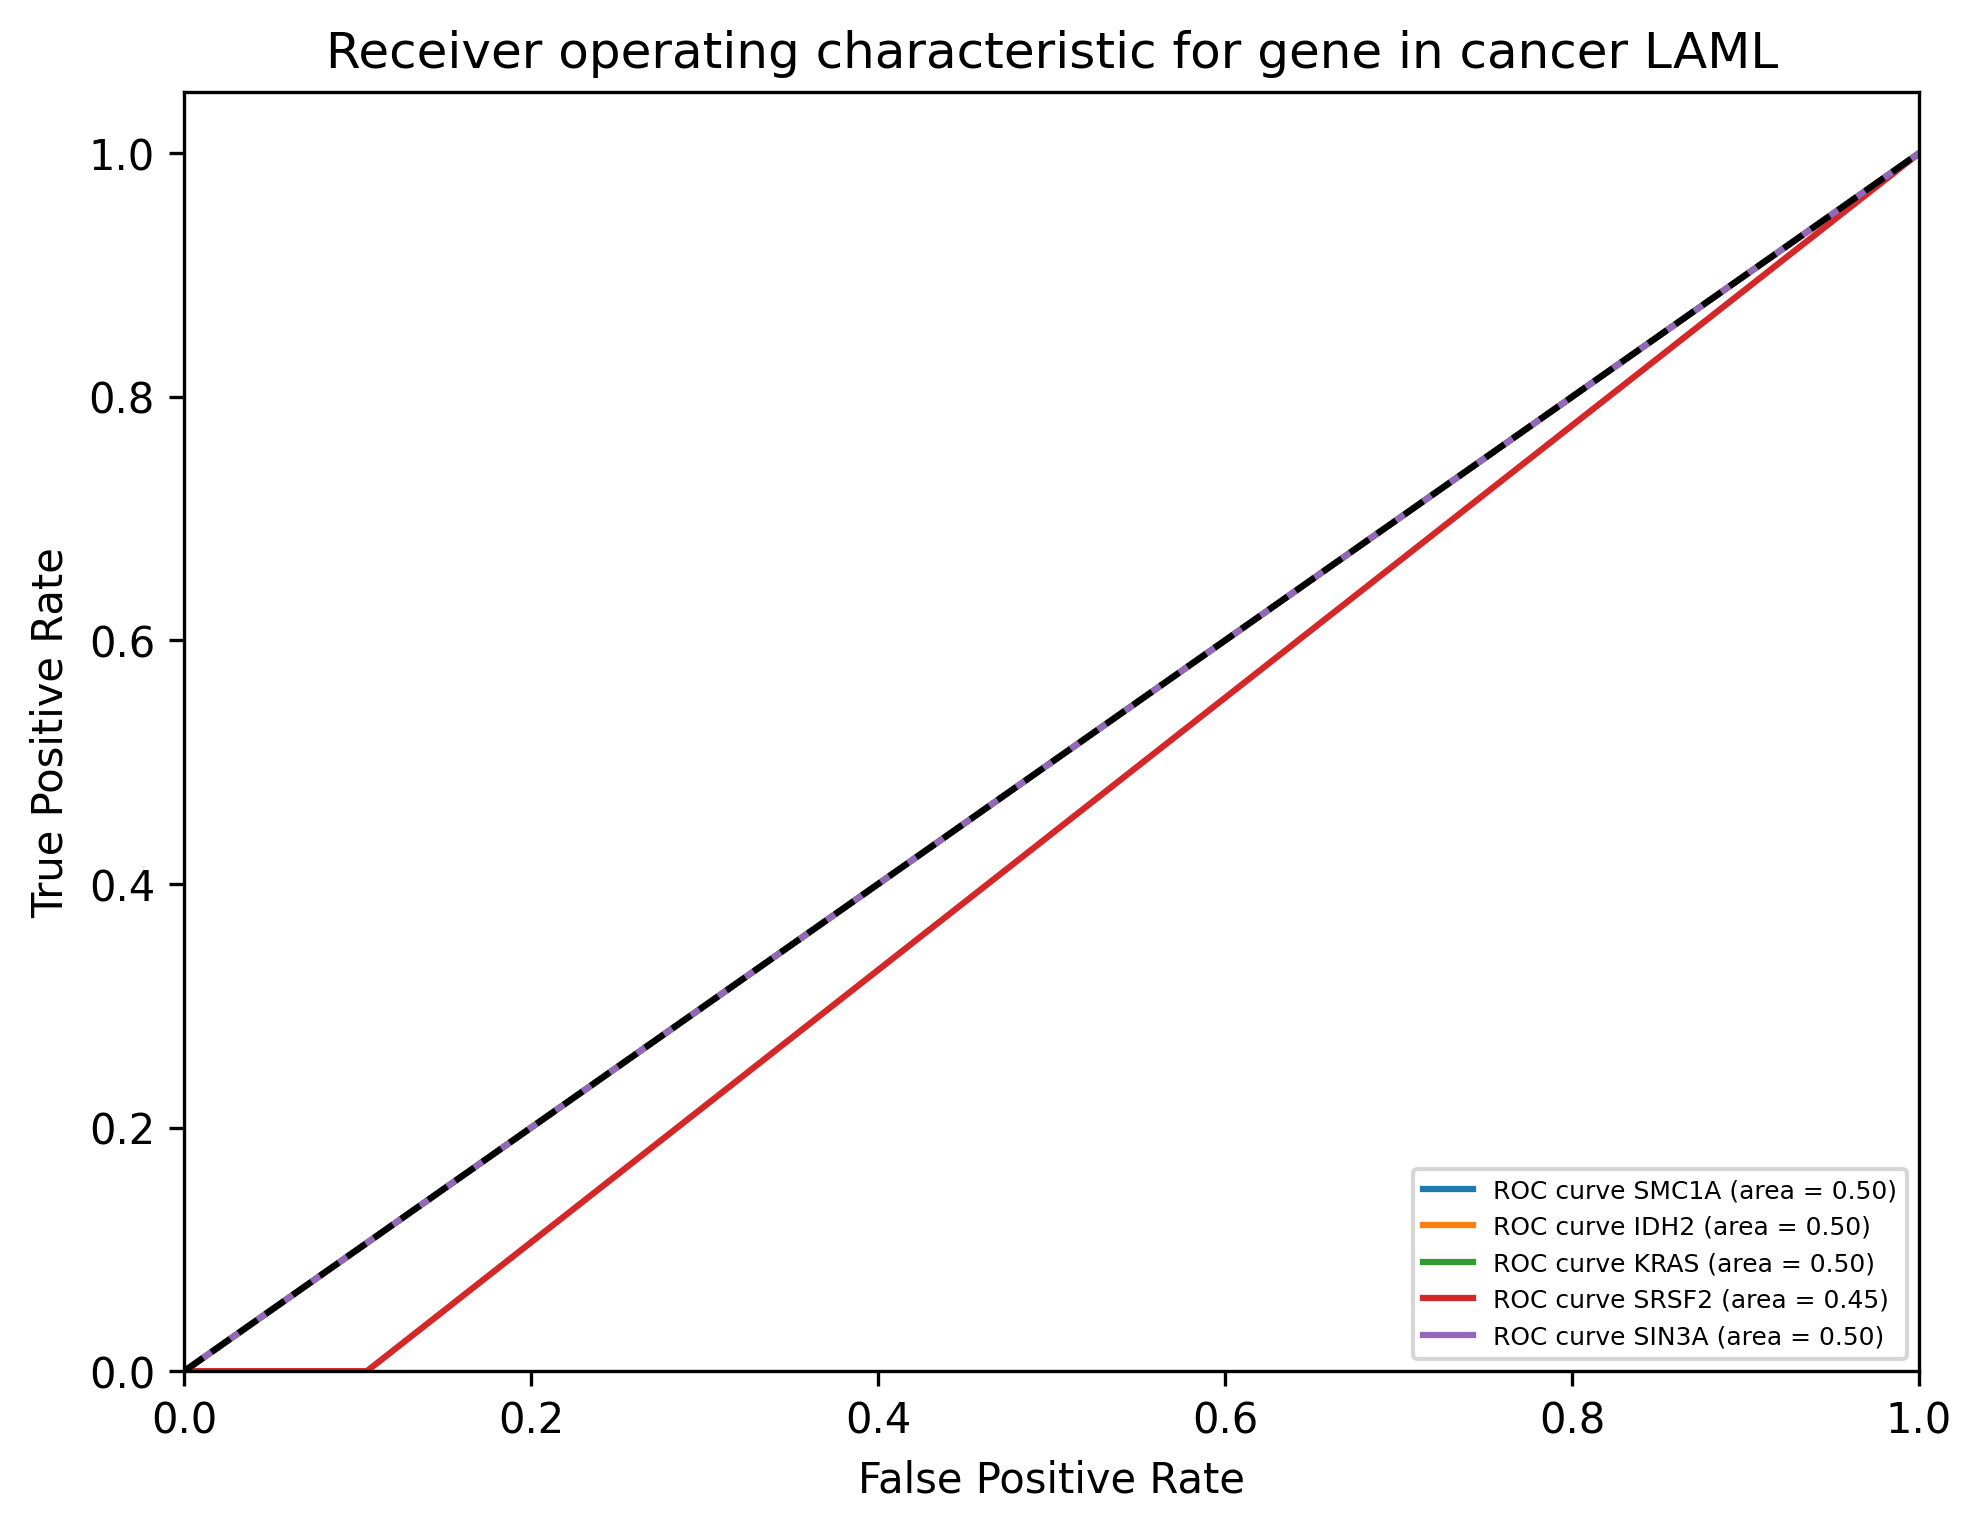 Receiver operating characteristic for gene in cancer LAML
1.0
0.8
0.6
0.4
0.2
0.0
True Positive Rate
ROC curve SMC1A (area = 0.50)
ROC curve IDH2 (area = 0.50)
ROC curve KRAS (area = 0.50)
ROC curve SRSF2 (area = 0.45)
ROC curve SIN3A (area = 0.50)
0.0 0.2 0.4 0.6 0.8 1.0
False Positive Rate